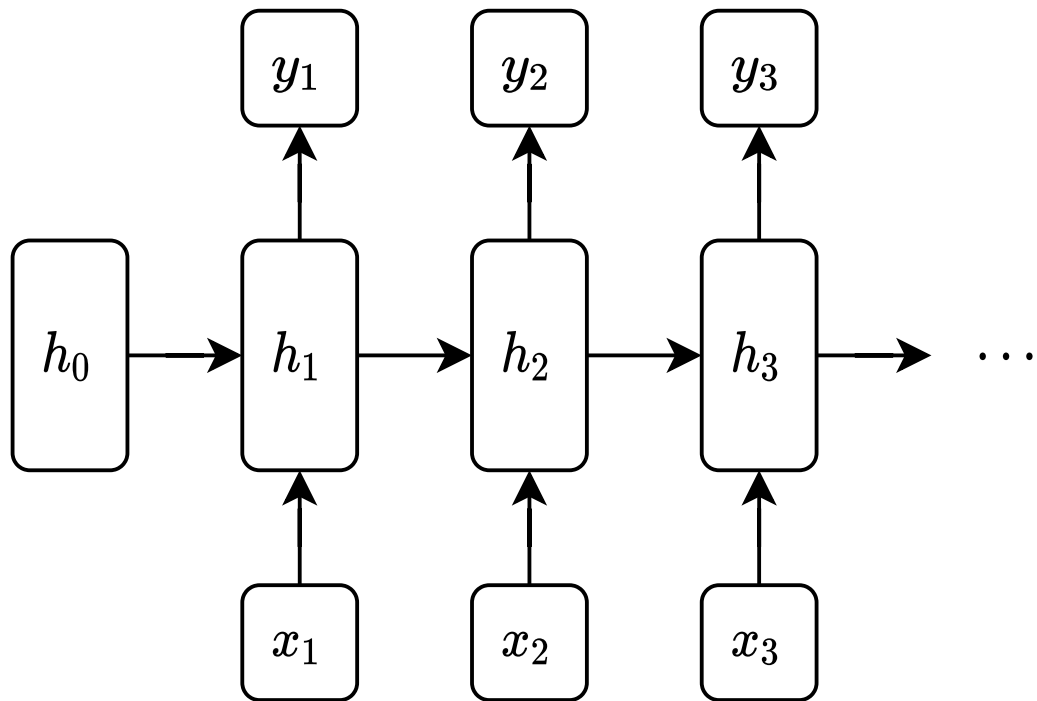 y₁ y₂ y₃
h₀ h₁ h₂ h₃ ⋯
x₁ x₂ x₃